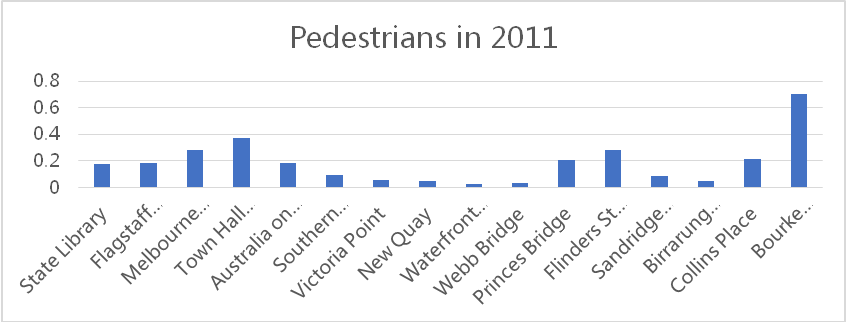 Pedestrians in 2011
0.8
0.6
0.4
0.2
0
State Library
Flagstaff...
Melbourne...
Town Hall...
Australia on...
Southern...
Victoria Point
New Quay
Waterfront...
Webb Bridge
Princes Bridge
Flinders St...
Sandridge...
Birrarung...
Collins Place
Bourke...